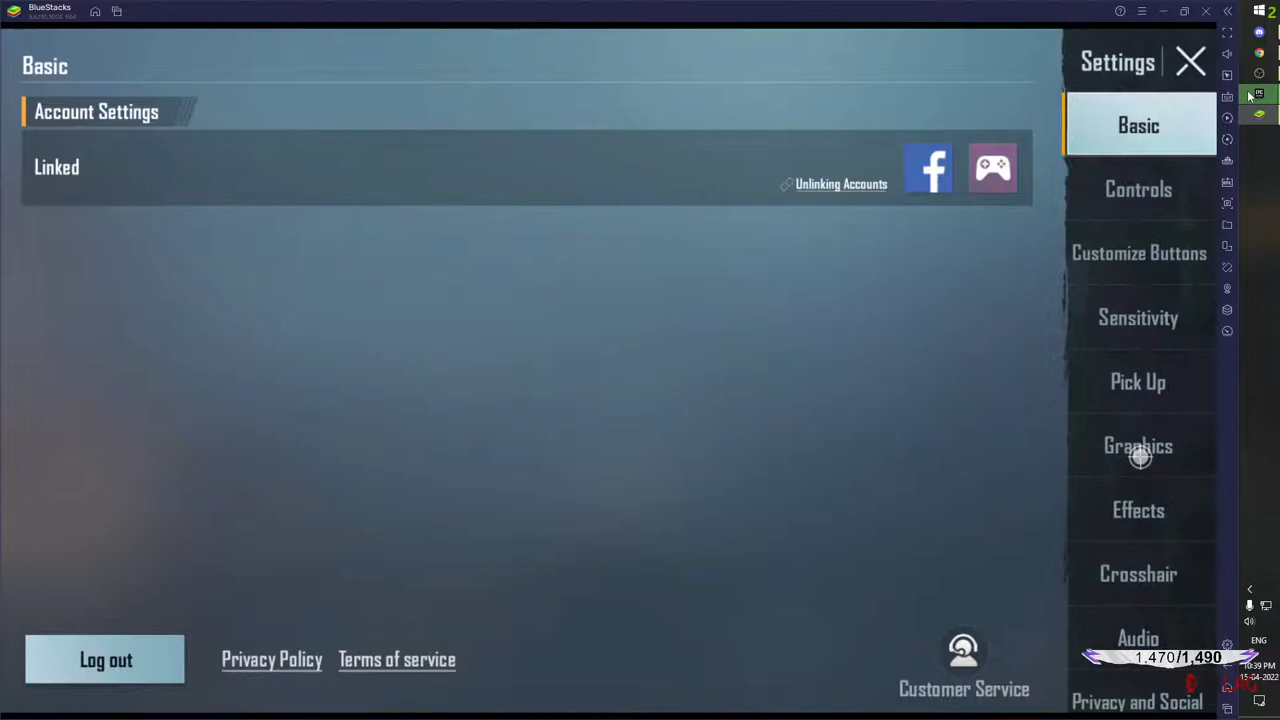 BlueStacks
Basic
Account Settings
Linked
Unlinking Accounts
Log out
Privacy Policy
Terms of service
Customer Service
Settings
Basic
Controls
Customize Buttons
Sensitivity
Pick Up
Graphics
Effects
Crosshair
Audio
Privacy and Social
1,470/1,490
2
ENG
10:39 PM
15-04-2022